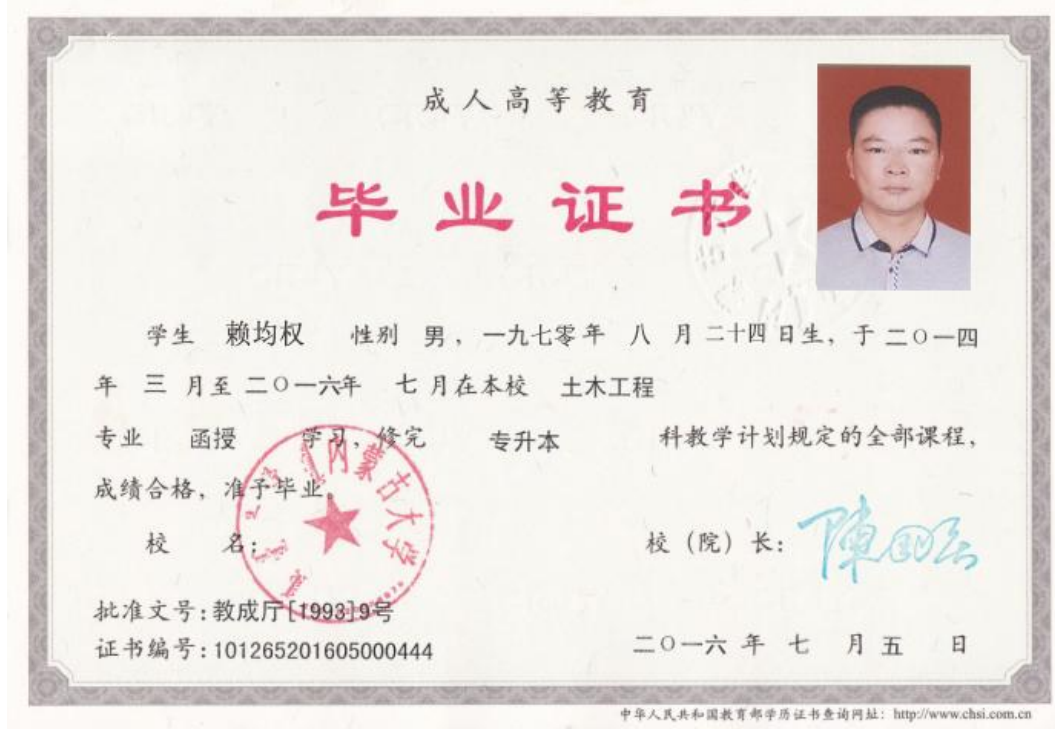 成人高等教育
毕业证书
学生 赖均权 性别 男，一九七零年 八 月 二十四 日生，于 二〇一四
年 三 月至 二〇一六年 七 月在本校 土木工程
专业 函授 学习，修完 专升本 科教学计划规定的全部课程，
成绩合格，准予毕业。
内蒙古大学
校 名： 校（院）长：
批准文号:教成厅[1993]9号
证书编号:101265201605000444 二〇一六 年 七 月 五 日
中华人民共和国教育部学历证书查询网址：http://www.chsi.com.cn